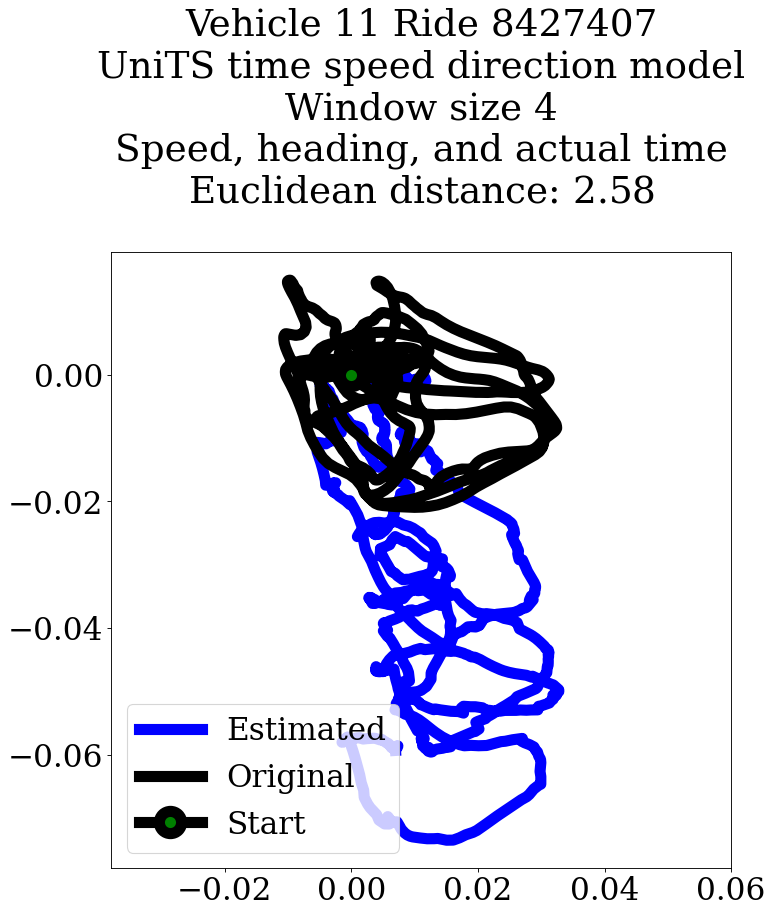 Vehicle 11 Ride 8427407
UniTS time speed direction model
Window size 4
Speed, heading, and actual time
Euclidean distance: 2.58
0.00
−0.02
−0.04
−0.06
Estimated
Original
Start
−0.02 0.00 0.02 0.04 0.06